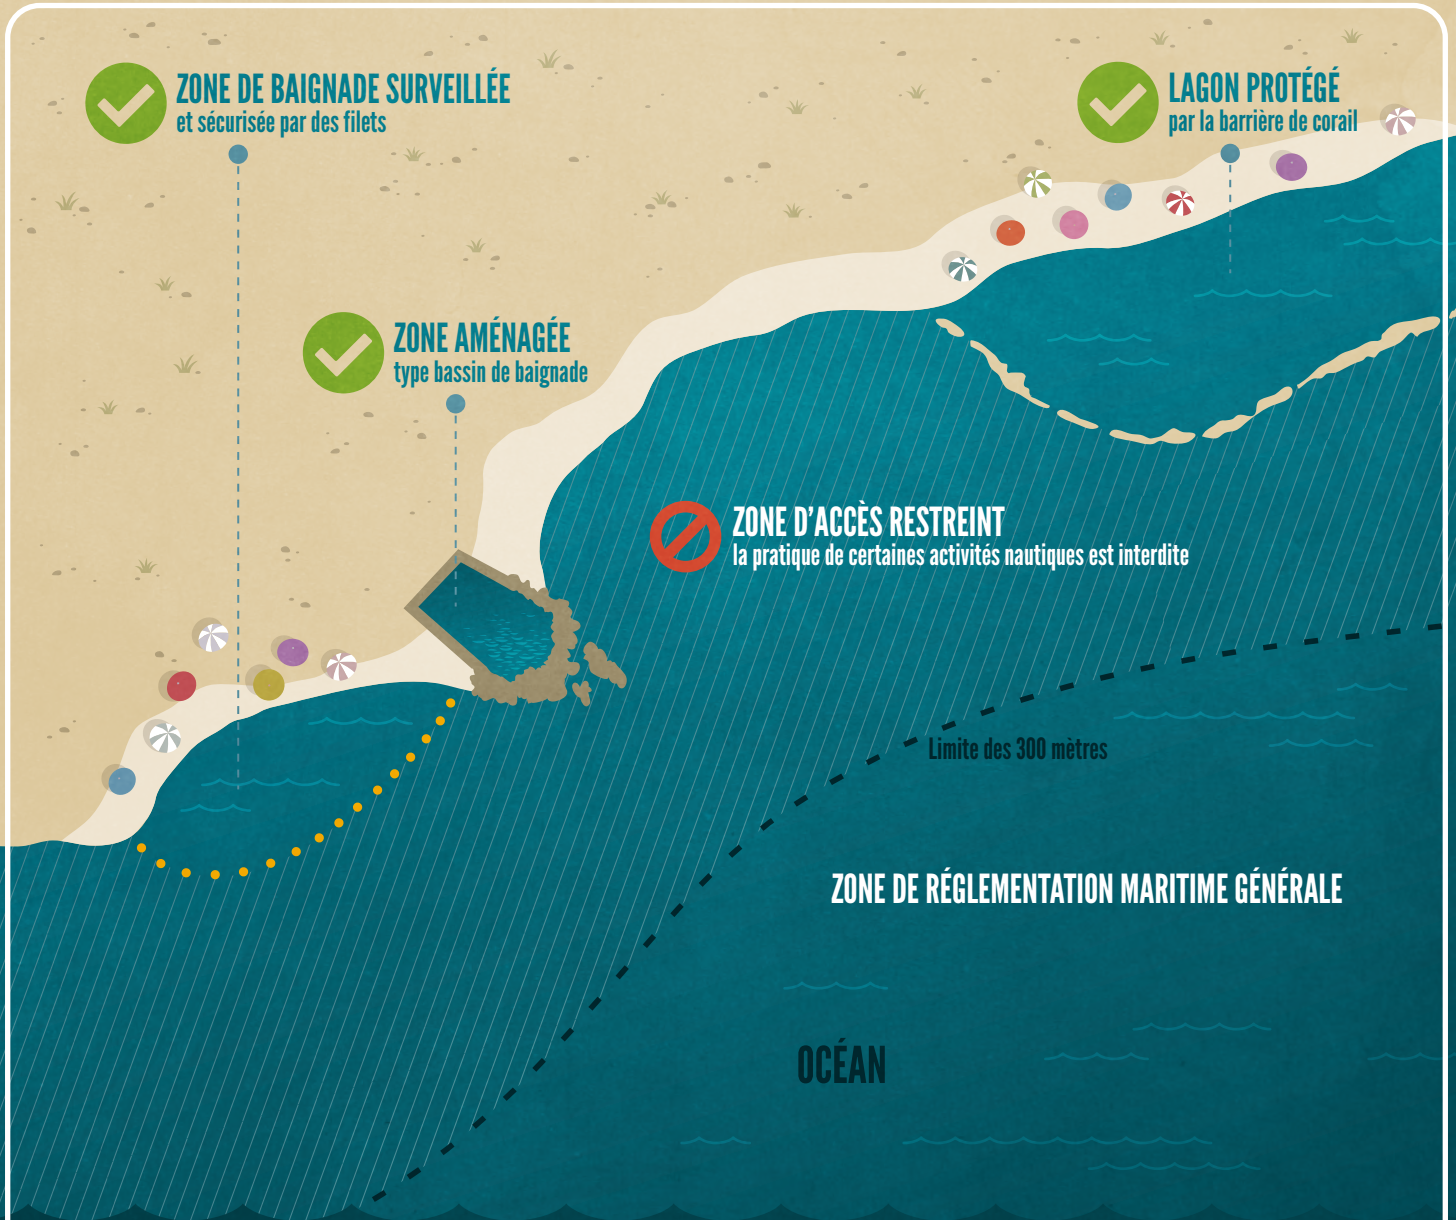 ZONE DE BAIGNADE SURVEILLÉE
et sécurisée par des filets
LAGON PROTÉGÉ
par la barrière de corail
ZONE AMÉNAGÉE
type bassin de baignade
ZONE D'ACCÈS RESTREINT
la pratique de certaines activités nautiques est interdite
Limite des 300 mètres
ZONE DE RÉGLEMENTATION MARITIME GÉNÉRALE
OCÉAN